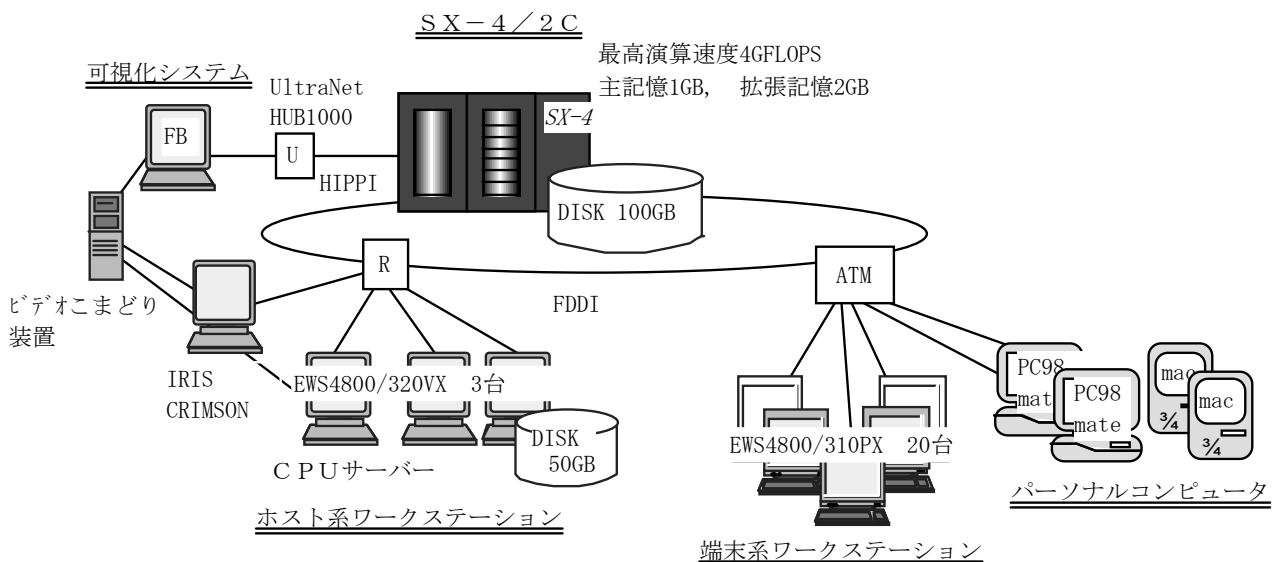 ＳＸ－４／２Ｃ
最高演算速度4GFLOPS
主記憶1GB,　拡張記憶2GB
可視化システム
UltraNet
HUB1000
SX-4
FB
U
HIPPI
DISK 100GB
R
ATM
FDDI
ﾋﾞﾃﾞｵこまどり
装置
IRIS
CRIMSON
EWS4800/320VX　3台
DISK
50GB
ＣＰＵサーバー
ホスト系ワークステーション
EWS4800/310PX　20台
端末系ワークステーション
PC98
mate
PC98
mate
mac
mac
パーソナルコンピュータ